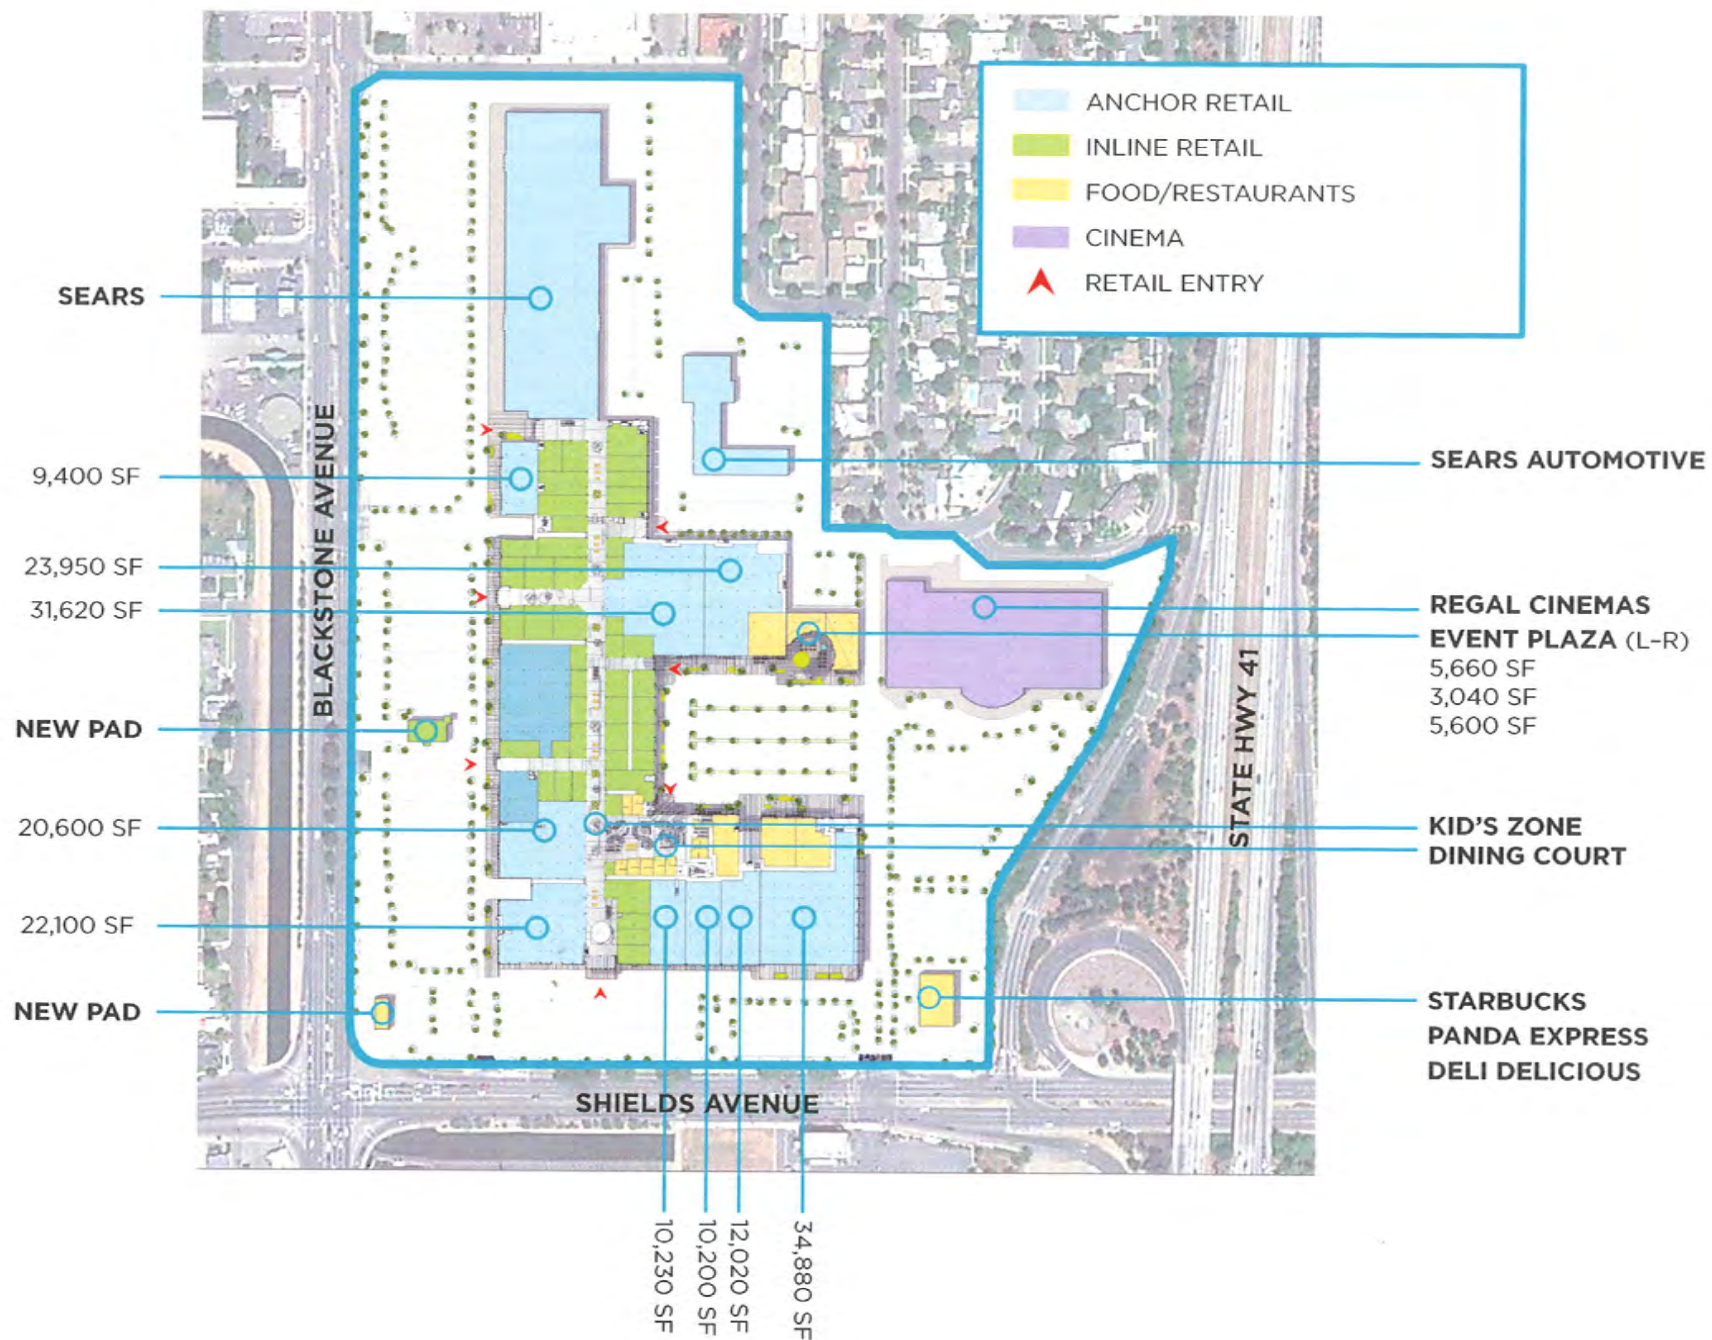 ANCHOR RETAIL
INLINE RETAIL
FOOD/RESTAURANTS
CINEMA
RETAIL ENTRY
SEARS
9,400 SF
23,950 SF
31,620 SF
NEW PAD
20,600 SF
22,100 SF
NEW PAD
BLACKSTONE AVENUE
SEARS AUTOMOTIVE
REGAL CINEMAS
EVENT PLAZA (L-R)
5,660 SF
3,040 SF
5,600 SF
STATE HWY 41
KID'S ZONE
DINING COURT
STARBUCKS
PANDA EXPRESS
DELI DELICIOUS
SHIELDS AVENUE
10,230 SF
10,200 SF
12,020 SF
34,880 SF